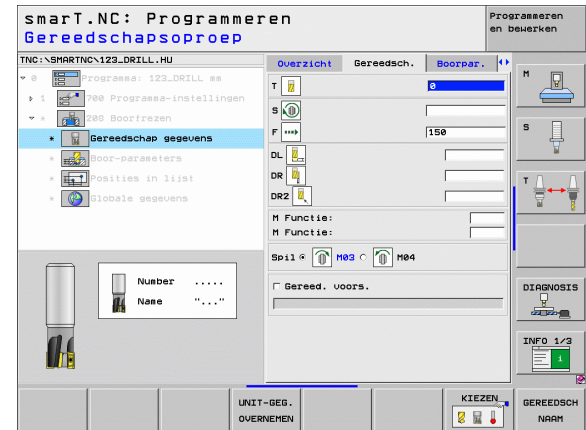 smarT.NC: Programmeren
Gereedschapsoproep
Programmeren
en bewerken
TNC:\SMARTNC\123_DRILL.HU
0 Programma: 123_DRILL mm
1 700 Programma-instellingen
* 208 Boorfrezen
* Gereedschap gegevens
* Boor-parameters
* Posities in lijst
* Globale gegevens
Number .....
Name "..."
Overzicht Gereedsch. Boorpar.
T 0
S
F 150
DL
DR
DR2
M Functie:
M Functie:
Spil M03 M04
Gereed. voors.
M
S
T
DIAGNOSIS
INFO 1/3
UNIT-GEG.
OVERNEMEN
KIEZEN
GEREEDSCH
NAAM